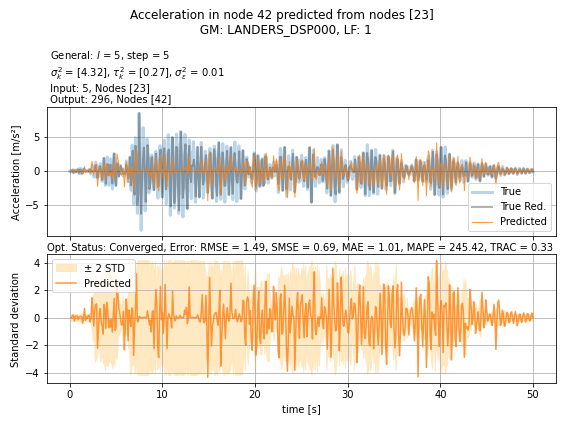 Acceleration in node 42 predicted from nodes [23]
GM: LANDERS_DSP000, LF: 1
General: l = 5, step = 5
σ²ₖ = [4.32], τ²ₖ = [0.27], σ²ε = 0.01
Input: 5, Nodes [23]
Output: 296, Nodes [42]
Acceleration [m/s²]
5
0
−5
True
True Red.
Predicted
Opt. Status: Converged, Error: RMSE = 1.49, SMSE = 0.69, MAE = 1.01, MAPE = 245.42, TRAC = 0.33
Standard deviation
4
2
0
−2
−4
± 2 STD
Predicted
0 10 20 30 40 50
time [s]